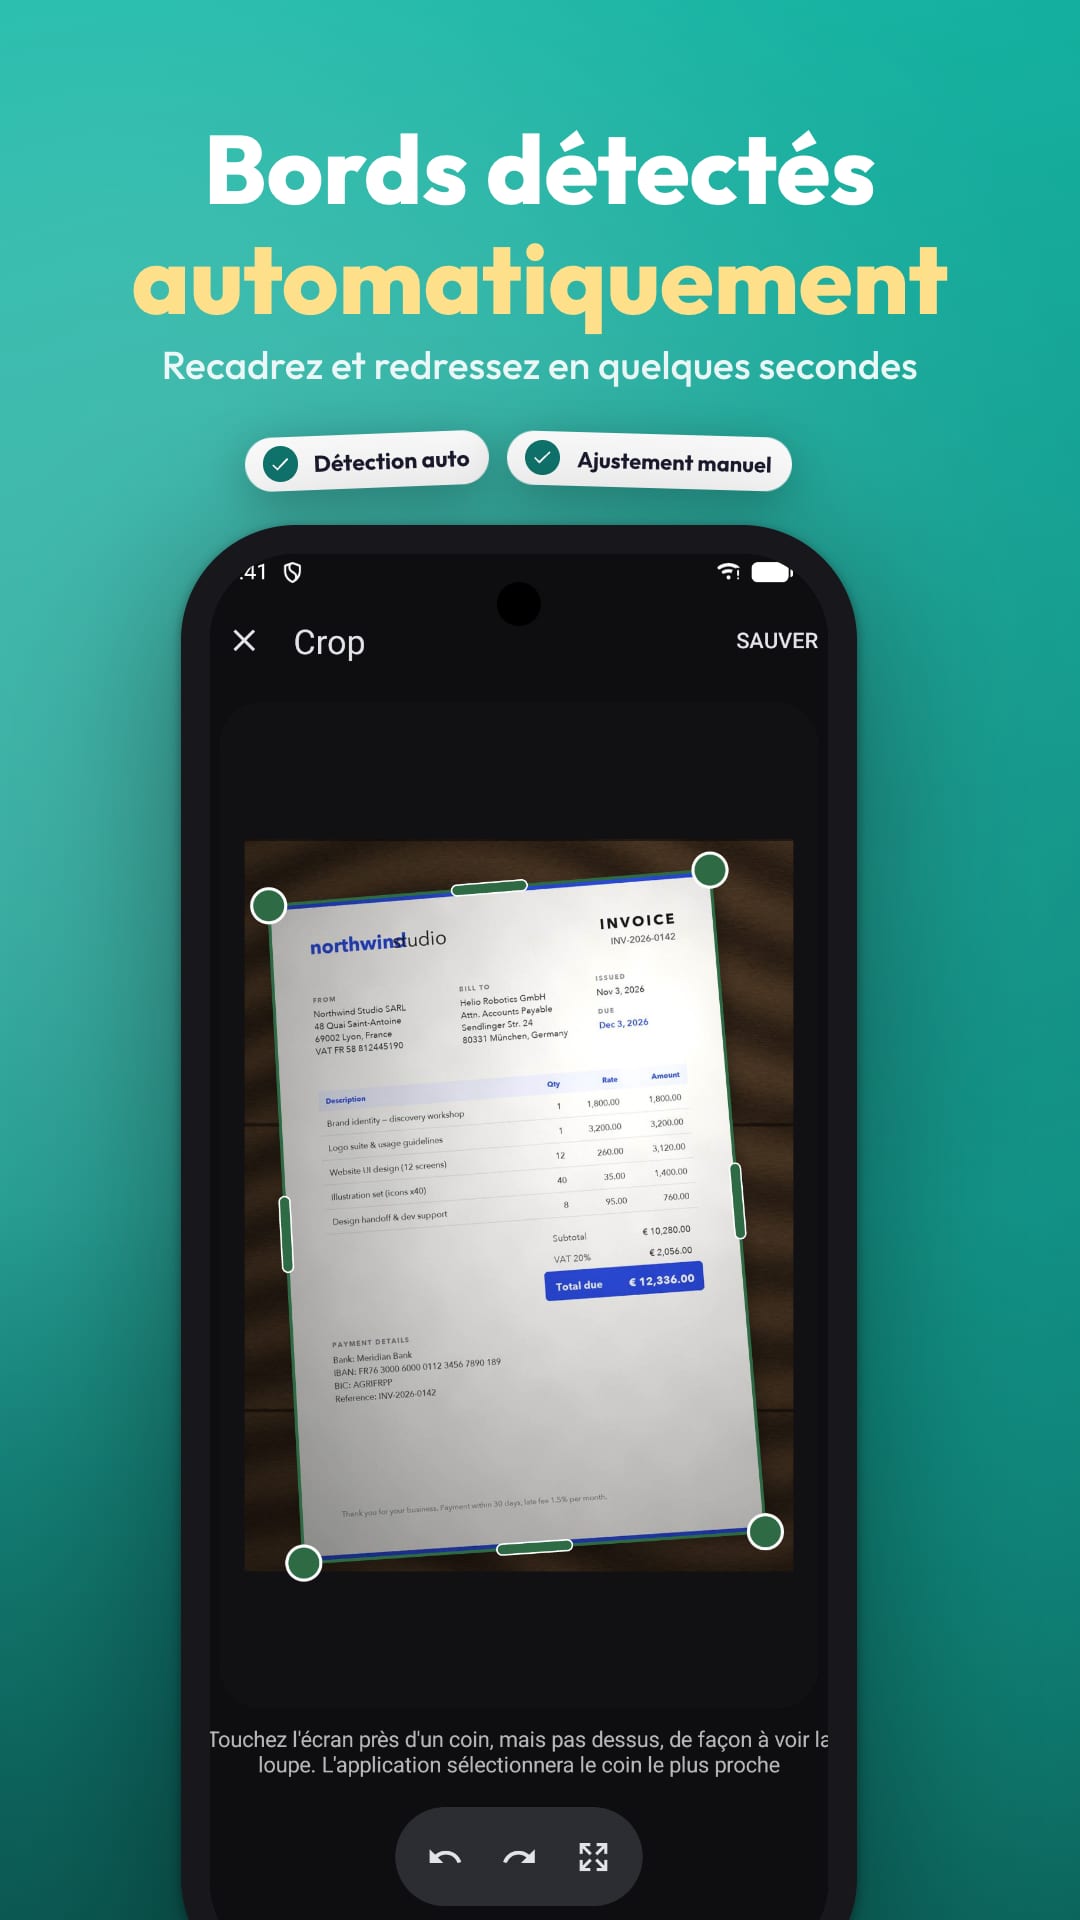 Bords détectés
automatiquement
Recadrez et redressez en quelques secondes
Détection auto
Ajustement manuel
:41
Crop
SAUVER
northwind studio
INVOICE
INV-2026-0142
FROM
Northwind Studio SARL
48 Quai Saint-Antoine
69002 Lyon, France
VAT FR 58 812445190
BILL TO
Helio Robotics GmbH
Attn. Accounts Payable
Sendlinger Str. 24
80331 München, Germany
ISSUED
Nov 3, 2026
DUE
Dec 3, 2026
Description Qty Rate Amount
Brand identity – discovery workshop 1 1,800.00 1,800.00
Logo suite & usage guidelines 1 3,200.00 3,200.00
Website UI design (12 screens) 12 260.00 3,120.00
Illustration set (icons x40) 40 35.00 1,400.00
Design handoff & dev support 8 95.00 760.00
Subtotal € 10,280.00
VAT 20% € 2,056.00
Total due € 12,336.00
PAYMENT DETAILS
Bank: Meridian Bank
IBAN: FR76 3000 6000 0112 3456 7890 189
BIC: AGRIFRPP
Reference: INV-2026-0142
Thank you for your business. Payment within 30 days, late fee 1.5% per month.
Touchez l'écran près d'un coin, mais pas dessus, de façon à voir la
loupe. L'application sélectionnera le coin le plus proche